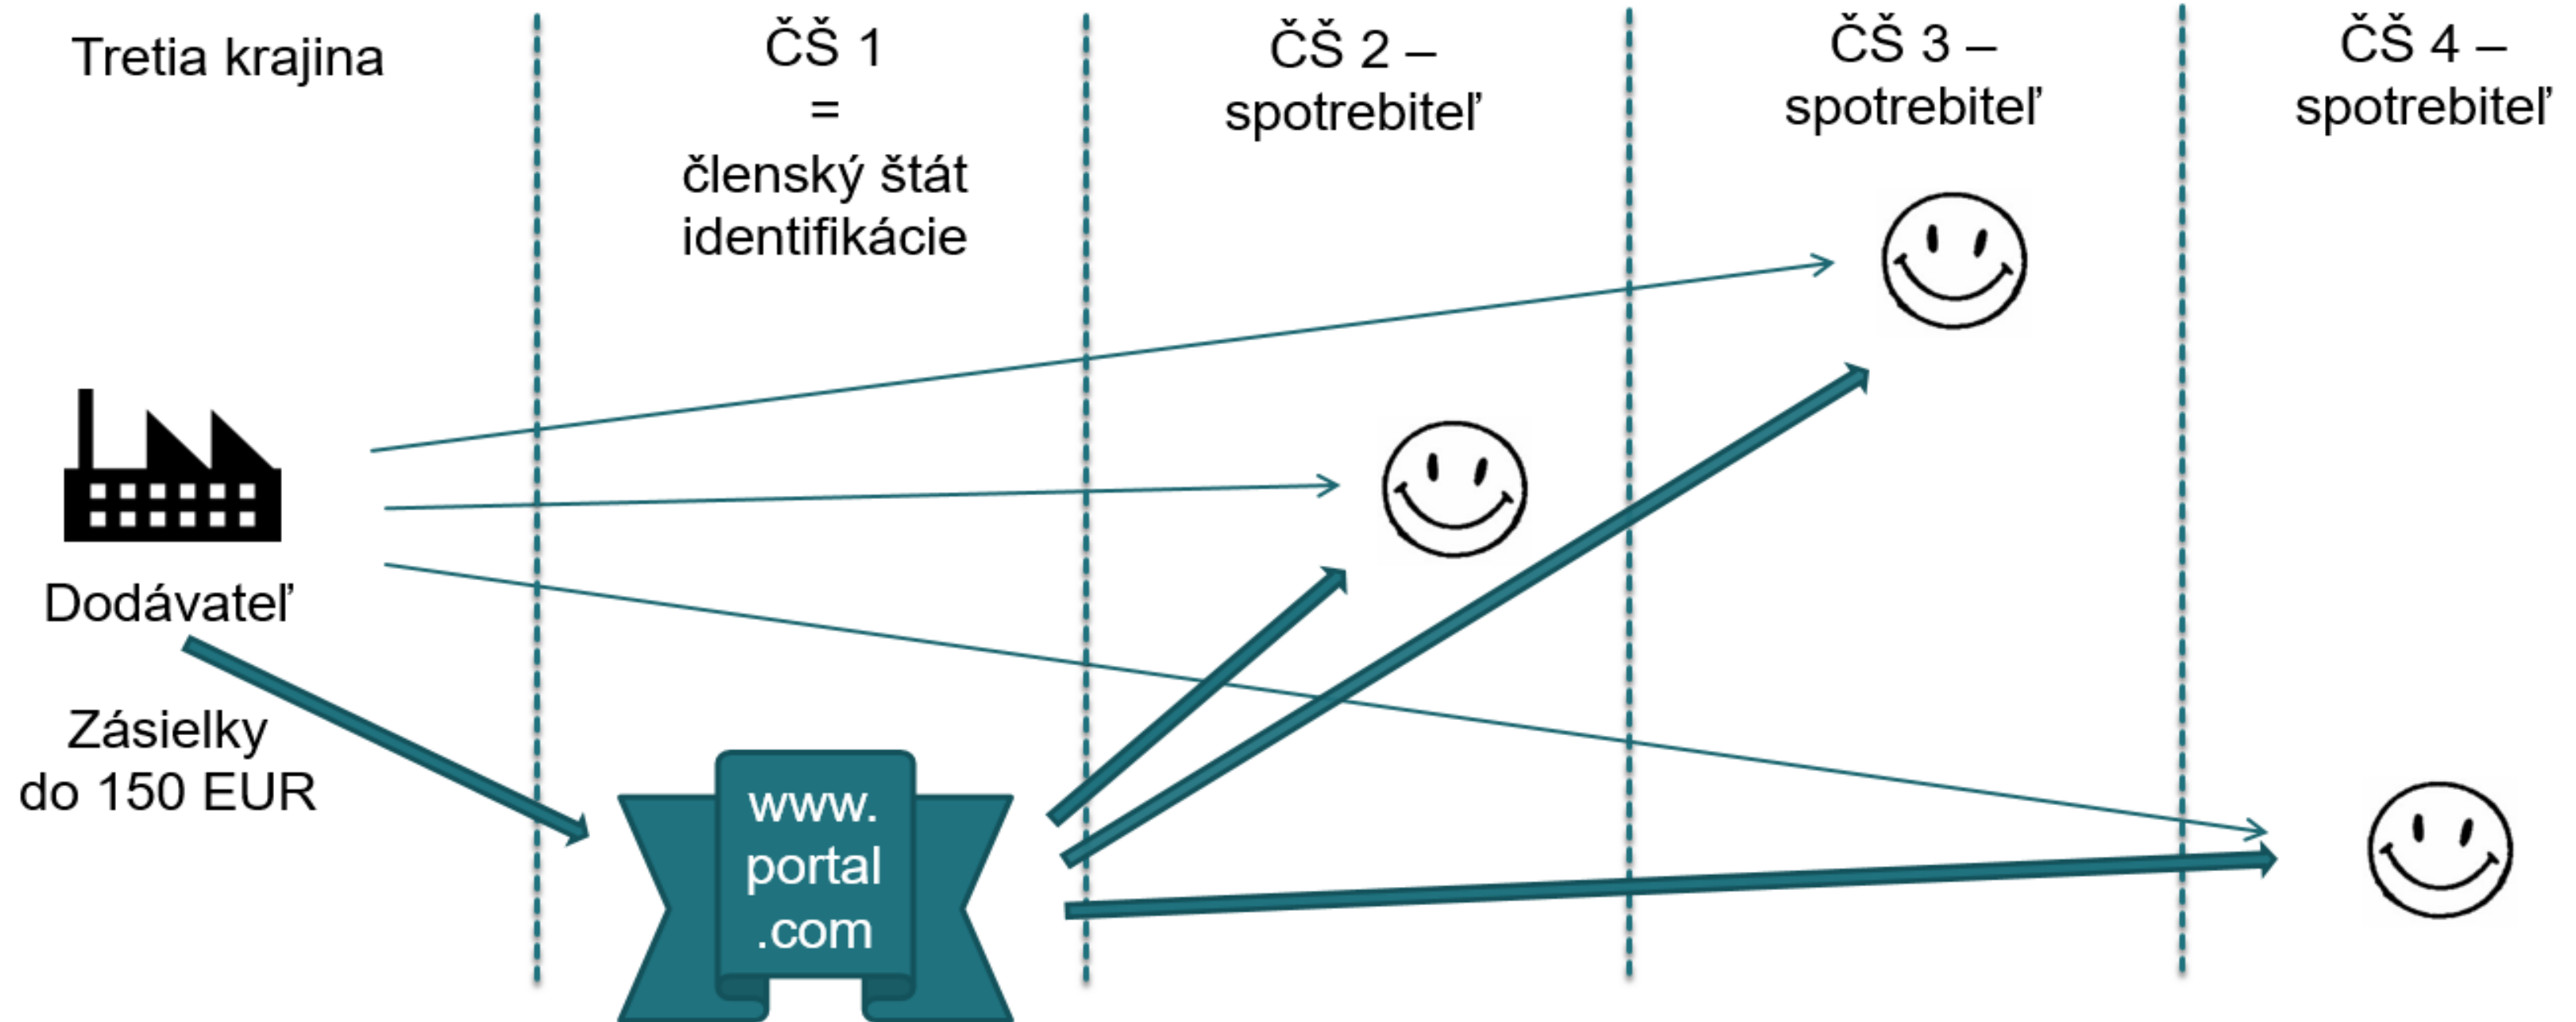 Tretia krajina
ČŠ 1
=
členský štát
identifikácie
ČŠ 2 –
spotrebiteľ
ČŠ 3 –
spotrebiteľ
ČŠ 4 –
spotrebiteľ
Dodávateľ
Zásielky
do 150 EUR
www.
portal
.com